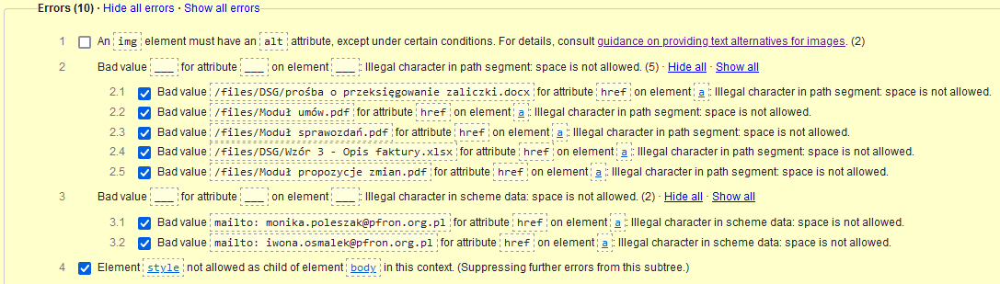 Errors (10) · Hide all errors · Show all errors
1 An img element must have an alt attribute, except under certain conditions. For details, consult guidance on providing text alternatives for images. (2)
2 Bad value ___ for attribute ___ on element ___: Illegal character in path segment: space is not allowed. (5) · Hide all · Show all
2.1 Bad value /files/DSG/prośba o przeksięgowanie zaliczki.docx for attribute href on element a: Illegal character in path segment: space is not allowed.
2.2 Bad value /files/Moduł umów.pdf for attribute href on element a: Illegal character in path segment: space is not allowed.
2.3 Bad value /files/Moduł sprawozdań.pdf for attribute href on element a: Illegal character in path segment: space is not allowed.
2.4 Bad value /files/DSG/Wzór 3 - Opis faktury.xlsx for attribute href on element a: Illegal character in path segment: space is not allowed.
2.5 Bad value /files/Moduł propozycje zmian.pdf for attribute href on element a: Illegal character in path segment: space is not allowed.
3 Bad value ___ for attribute ___ on element ___: Illegal character in scheme data: space is not allowed. (2) · Hide all · Show all
3.1 Bad value mailto: monika.poleszak@pfron.org.pl for attribute href on element a: Illegal character in scheme data: space is not allowed.
3.2 Bad value mailto: iwona.osmalek@pfron.org.pl for attribute href on element a: Illegal character in scheme data: space is not allowed.
4 Element style not allowed as child of element body in this context. (Suppressing further errors from this subtree.)